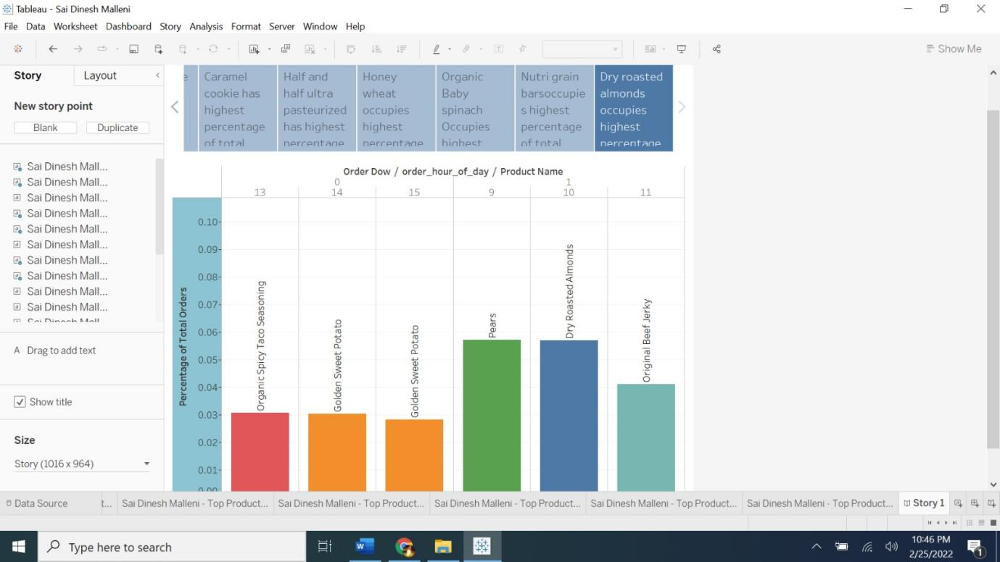 Tableau - Sai Dinesh Malleni
File Data Worksheet Dashboard Story Analysis Format Server Window Help
Show Me
Story Layout
New story point
Blank Duplicate
Sai Dinesh Mall...
Sai Dinesh Mall...
Sai Dinesh Mall...
Sai Dinesh Mall...
Sai Dinesh Mall...
Sai Dinesh Mall...
Sai Dinesh Mall...
Sai Dinesh Mall...
Sai Dinesh Mall...
Sai Dinesh Mall...
Sai Dinesh Mall
A Drag to add text
Show title
Size
Story (1016 x 964)
e
Caramel
cookie has
highest
percentage
of total
Half and
half ultra
pasteurized
has highest
percentage
Honey
wheat
occupies
highest
percentage
Organic
Baby
spinach
Occupies
highest
Nutri grain
barsoccupie
s highest
percentage
of total
Dry roasted
almonds
occupies
highest
percentage
Order Dow / order_hour_of_day / Product Name
0 1
13 14 15 9 10 11
Percentage of Total Orders
0.10
0.09
0.08
0.07
0.06
0.05
0.04
0.03
0.02
0.01
0.00
Organic Spicy Taco Seasoning
Golden Sweet Potato
Golden Sweet Potato
Pears
Dry Roasted Almonds
Original Beef Jerky
Data Source t... Sai Dinesh Malleni - Top Product... Sai Dinesh Malleni - Top Product... Sai Dinesh Malleni - Top Product... Sai Dinesh Malleni - Top Product... Sai Dinesh Malleni - Top Product... Story 1
Type here to search
W
10:46 PM
2/25/2022
1